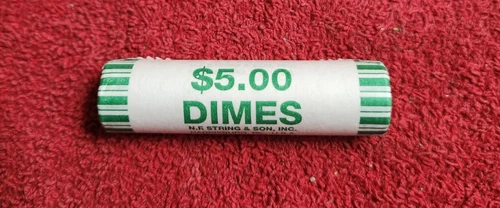 $5.00
DIMES
N.F. STRING & SON, INC.